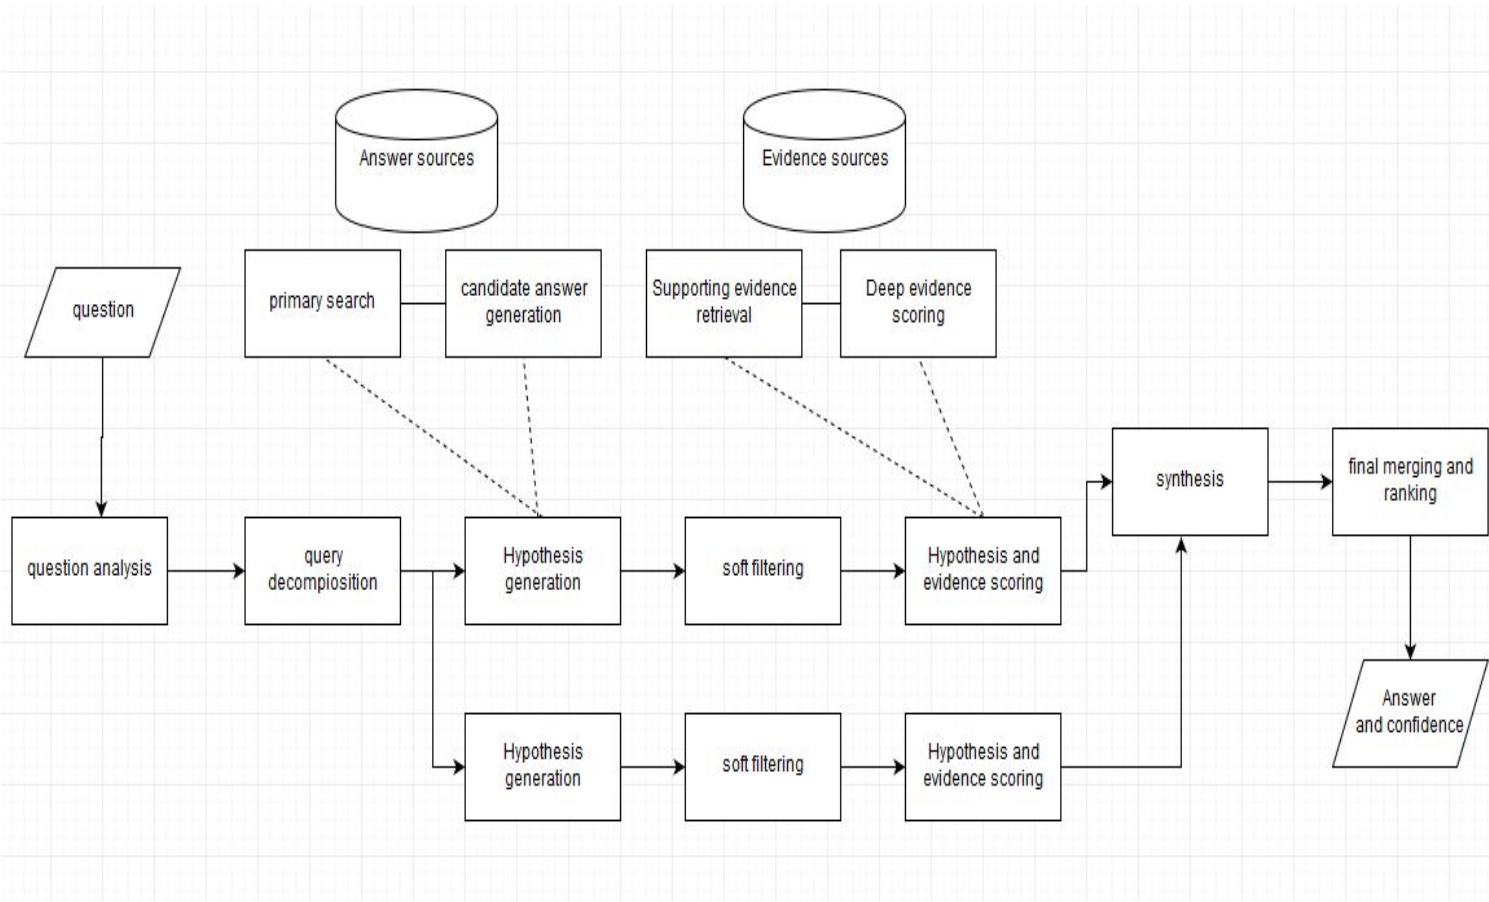 Answer sources
Evidence sources
question
primary search
candidate answer
generation
Supporting evidence
retrieval
Deep evidence
scoring
synthesis
final merging and
ranking
question analysis
query
decompiosition
Hypothesis
generation
soft filtering
Hypothesis and
evidence scoring
Answer
and confidence
Hypothesis
generation
soft filtering
Hypothesis and
evidence scoring